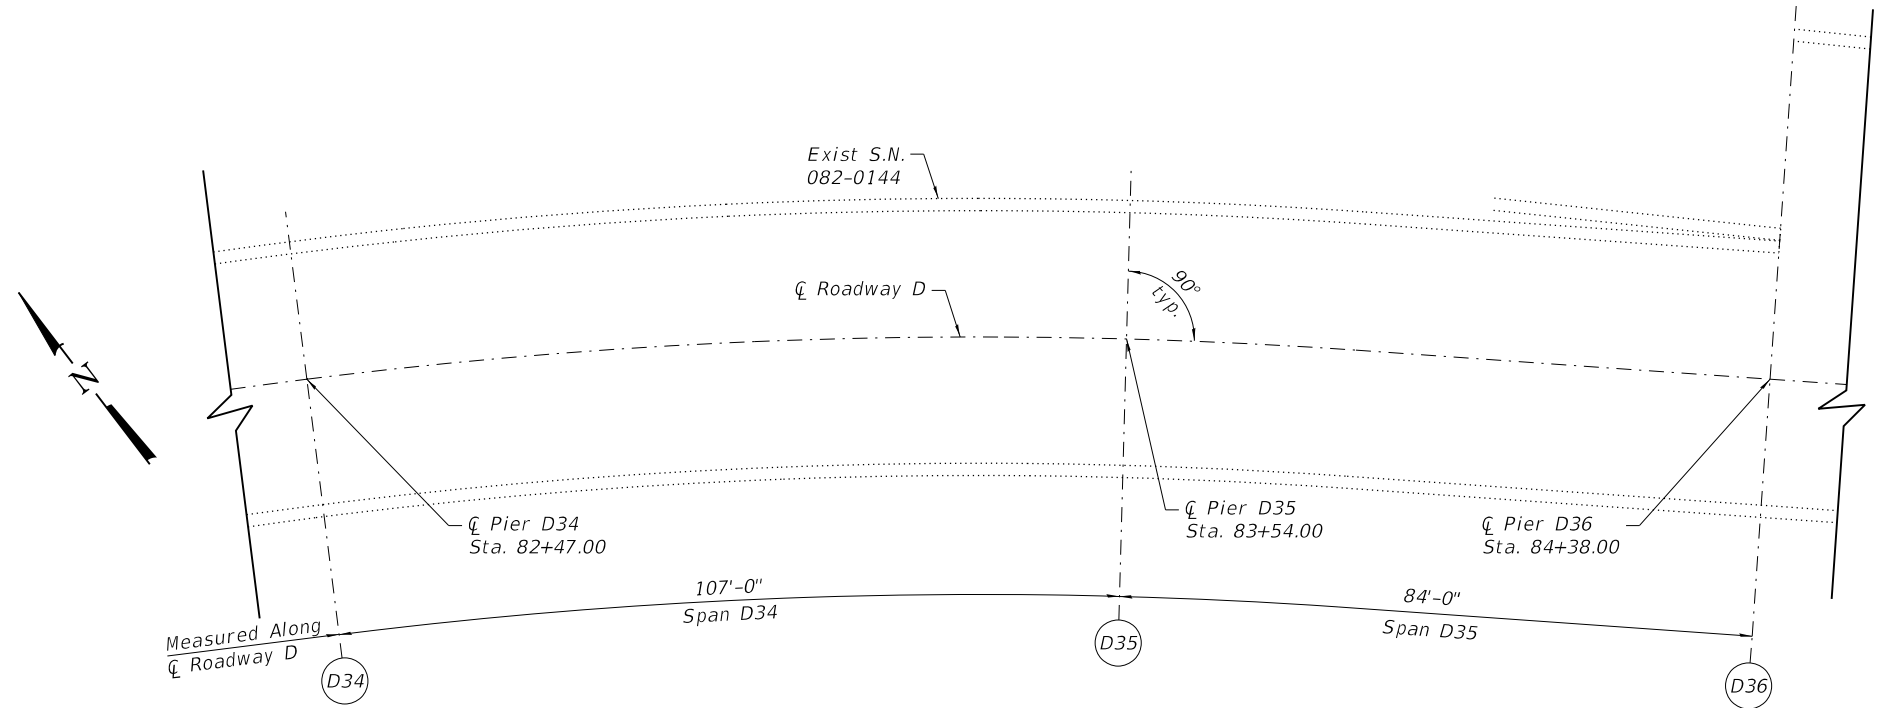 Exist S.N.
082-0144
℄ Roadway D
90°
typ.
N
℄ Pier D34
Sta. 82+47.00
℄ Pier D35
Sta. 83+54.00
℄ Pier D36
Sta. 84+38.00
107'-0"
Span D34
84'-0"
Span D35
Measured Along
℄ Roadway D
D34
D35
D36